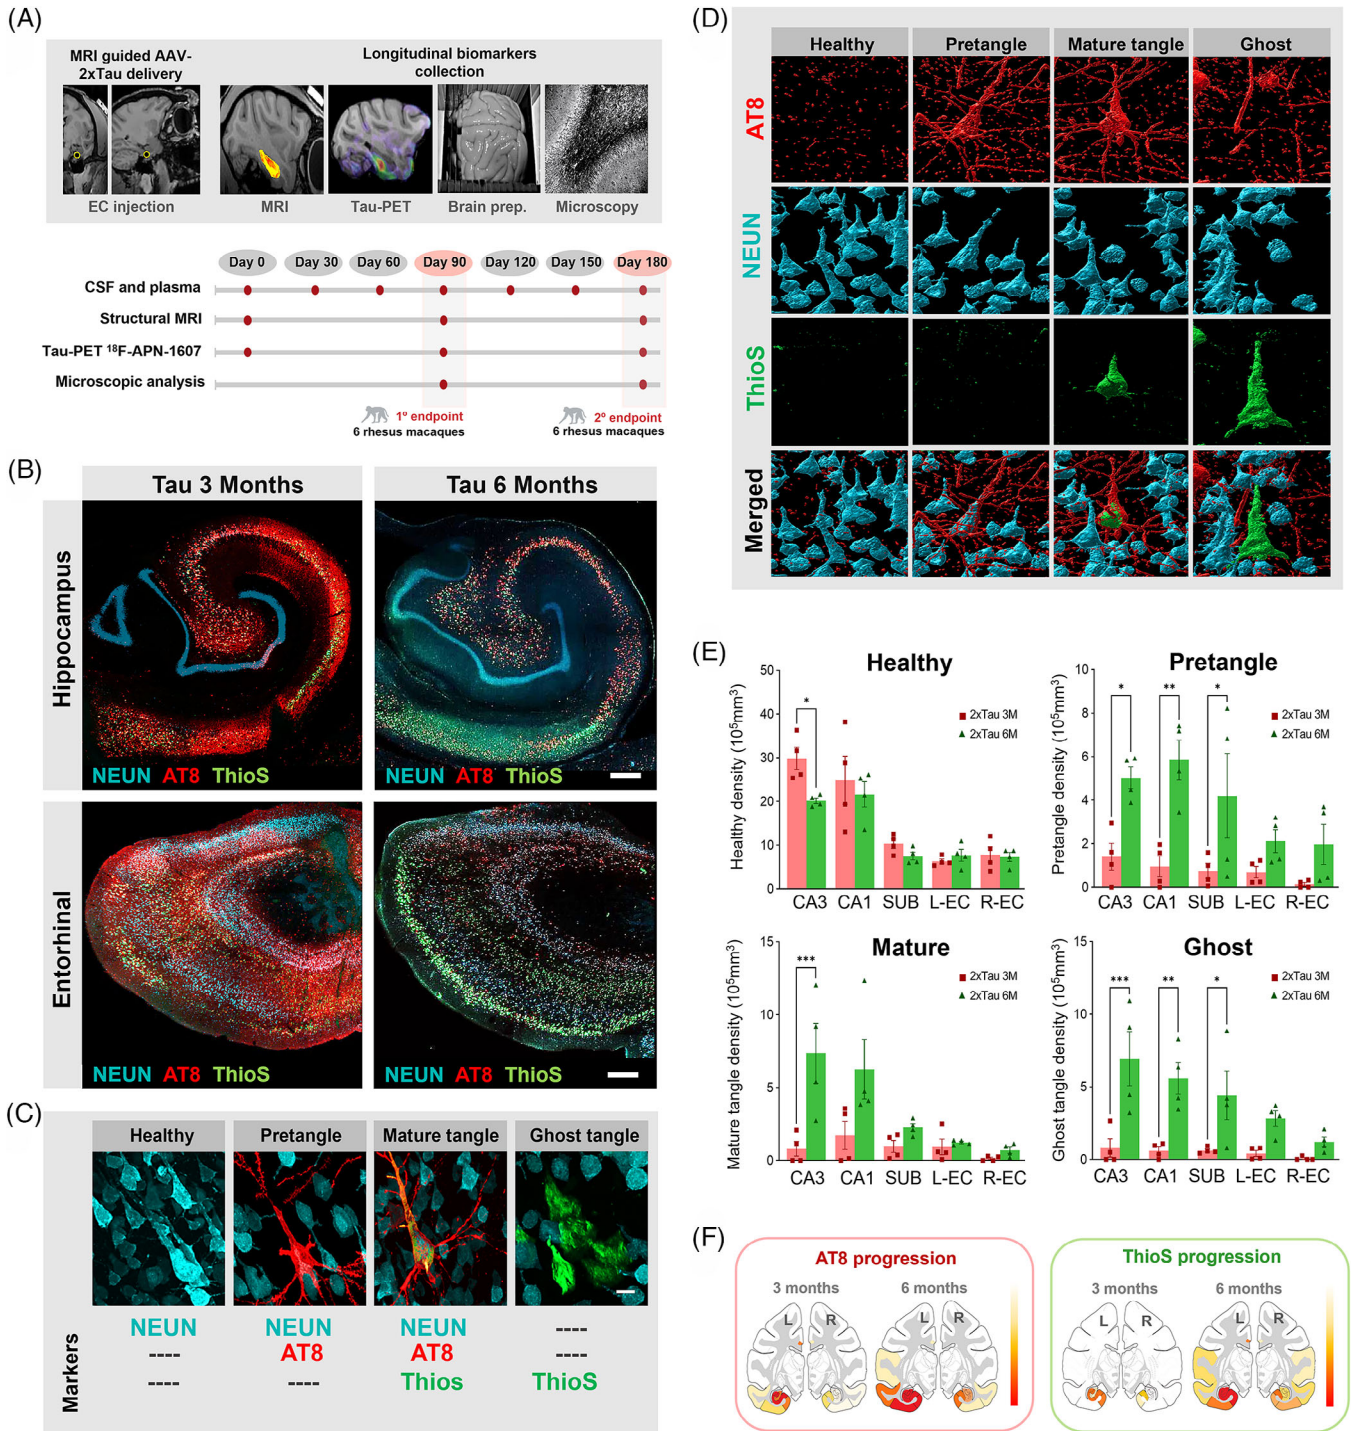 (A)
MRI guided AAV-
2xTau delivery
Longitudinal biomarkers
collection
EC injection
MRI
Tau-PET
Brain prep.
Microscopy
Day 0
Day 30
Day 60
Day 90
Day 120
Day 150
Day 180
CSF and plasma
Structural MRI
Tau-PET ¹⁸F-APN-1607
Microscopic analysis
1º endpoint
6 rhesus macaques
2º endpoint
6 rhesus macaques
(B)
Tau 3 Months
Tau 6 Months
Hippocampus
NEUN AT8 ThioS
NEUN AT8 ThioS
Entorhinal
NEUN AT8 ThioS
NEUN AT8 ThioS
(C)
Healthy
Pretangle
Mature tangle
Ghost tangle
Markers
NEUN
NEUN
NEUN
----
----
AT8
AT8
----
----
----
Thios
ThioS
(D)
Healthy
Pretangle
Mature tangle
Ghost
AT8
NEUN
ThioS
Merged
(E)
Healthy
Healthy density (10⁵mm³)
50
40
30
20
10
0
*
2xTau 3M
2xTau 6M
CA3
CA1
SUB
L-EC
R-EC
Pretangle
Pretangle density (10⁵mm³)
10
8
6
4
2
0
*
**
*
2xTau 3M
2xTau 6M
CA3
CA1
SUB
L-EC
R-EC
Mature
Mature tangle density (10⁵mm³)
15
10
5
0
***
2xTau 3M
2xTau 6M
CA3
CA1
SUB
L-EC
R-EC
Ghost
Ghost tangle density (10⁵mm³)
15
10
5
0
***
**
*
2xTau 3M
2xTau 6M
CA3
CA1
SUB
L-EC
R-EC
(F)
AT8 progression
3 months
6 months
L
R
L
R
ThioS progression
3 months
6 months
L
R
L
R